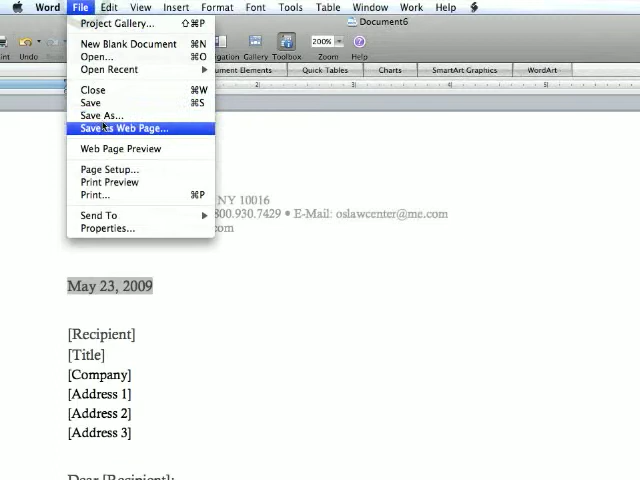 Word File Edit View Insert Format Font Tools Table Window Work Help
Document6
200%
Undo Navigation Gallery Toolbox Zoom Help
Document Elements Quick Tables Charts SmartArt Graphics WordArt
Project Gallery... ⇧⌘P
New Blank Document ⌘N
Open... ⌘O
Open Recent
Close ⌘W
Save ⌘S
Save As...
Save as Web Page...
Web Page Preview
Page Setup...
Print Preview
Print... ⌘P
Send To
Properties...
NY 10016
800.930.7429 • E-Mail: oslawcenter@me.com
com
May 23, 2009
[Recipient]
[Title]
[Company]
[Address 1]
[Address 2]
[Address 3]
Dear [Recipient]: